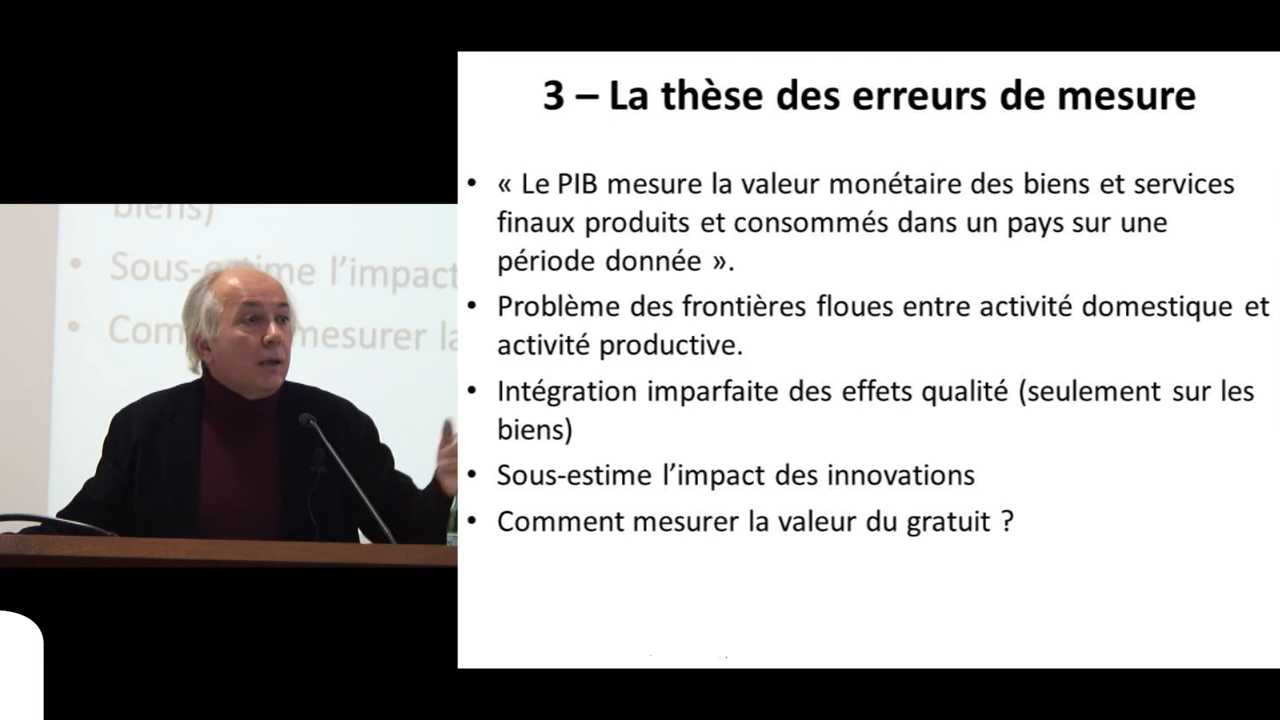 3 – La thèse des erreurs de mesure
• « Le PIB mesure la valeur monétaire des biens et services
finaux produits et consommés dans un pays sur une
période donnée ».
• Problème des frontières floues entre activité domestique et
activité productive.
• Intégration imparfaite des effets qualité (seulement sur les
biens)
• Sous-estime l'impact des innovations
• Comment mesurer la valeur du gratuit ?
biens)
• Sous-estime l'impact
• mesurer la